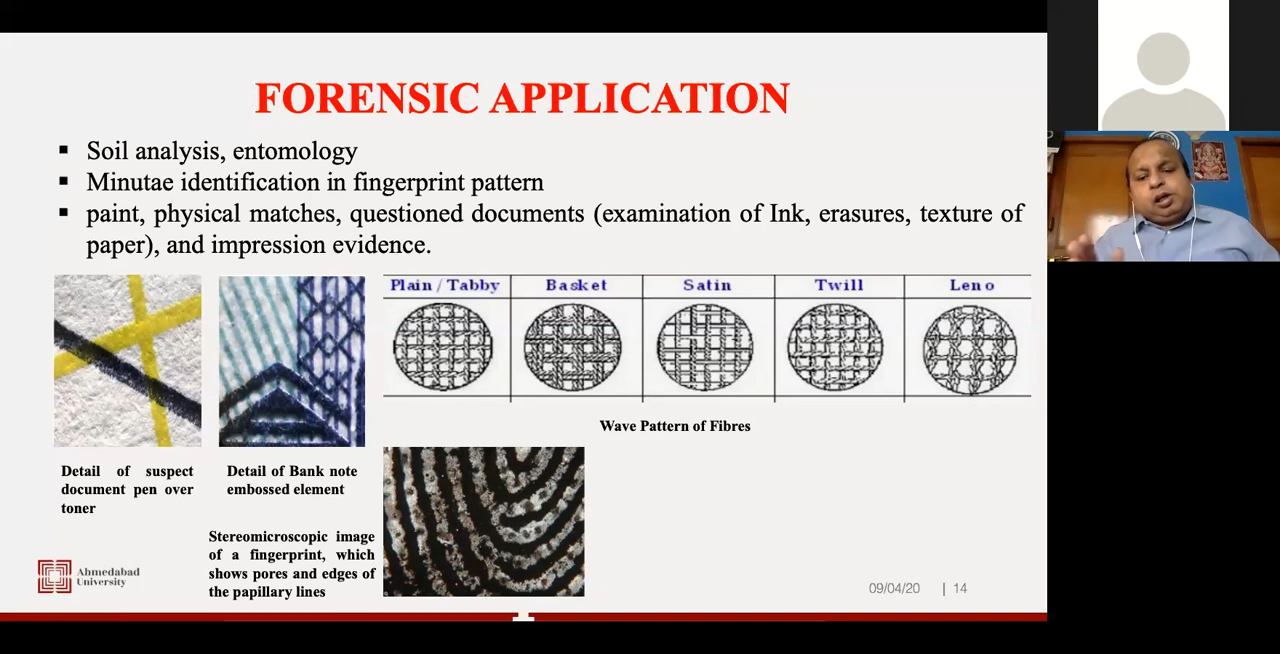 FORENSIC APPLICATION
▪ Soil analysis, entomology
▪ Minutae identification in fingerprint pattern
▪ paint, physical matches, questioned documents (examination of Ink, erasures, texture of
paper), and impression evidence.
Plain / Tabby Basket Satin Twill Leno
Wave Pattern of Fibres
Detail of suspect
document pen over
toner
Detail of Bank note
embossed element
Stereomicroscopic image
of a fingerprint, which
shows pores and edges of
the papillary lines
Ahmedabad
University
09/04/20 | 14